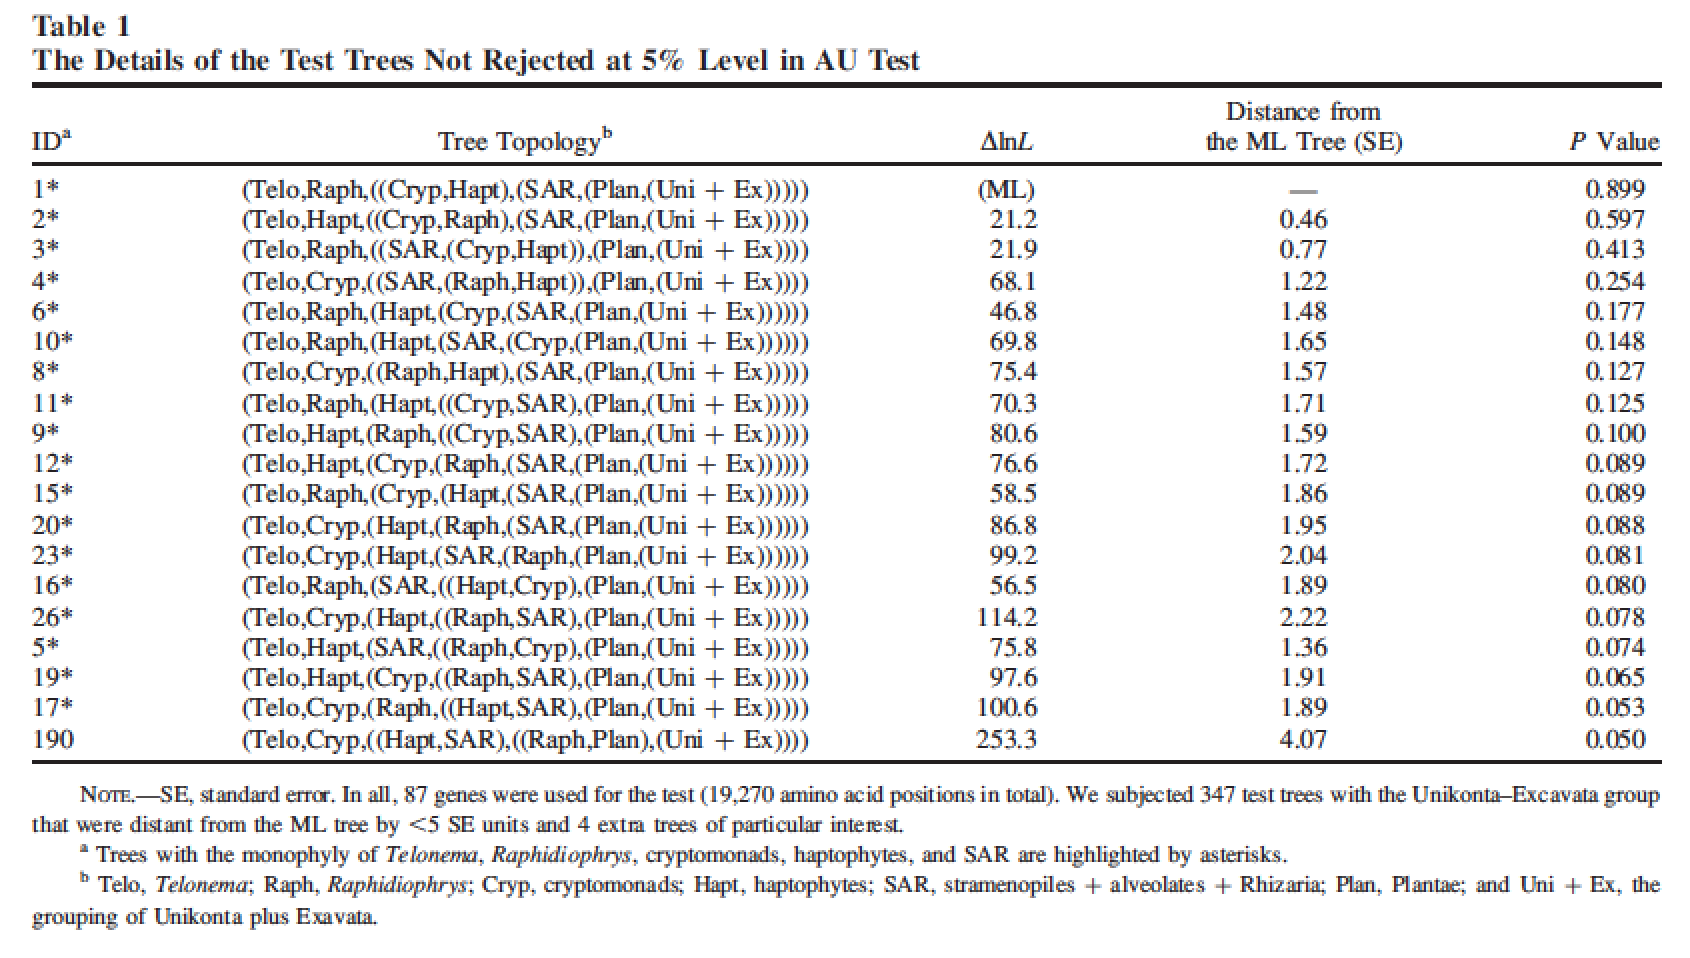 Table 1
The Details of the Test Trees Not Rejected at 5% Level in AU Test
IDa Tree Topologyb ΔlnL Distance from the ML Tree (SE) P Value
1* (Telo,Raph,((Cryp,Hapt),(SAR,(Plan,(Uni + Ex))))) (ML) — 0.899
2* (Telo,Hapt,((Cryp,Raph),(SAR,(Plan,(Uni + Ex))))) 21.2 0.46 0.597
3* (Telo,Raph,((SAR,(Cryp,Hapt)),(Plan,(Uni + Ex)))) 21.9 0.77 0.413
4* (Telo,Cryp,((SAR,(Raph,Hapt)),(Plan,(Uni + Ex)))) 68.1 1.22 0.254
6* (Telo,Raph,(Hapt,(Cryp,(SAR,(Plan,(Uni + Ex)))))) 46.8 1.48 0.177
10* (Telo,Raph,(Hapt,(SAR,(Cryp,(Plan,(Uni + Ex)))))) 69.8 1.65 0.148
8* (Telo,Cryp,((Raph,Hapt),(SAR,(Plan,(Uni + Ex))))) 75.4 1.57 0.127
11* (Telo,Raph,(Hapt,((Cryp,SAR),(Plan,(Uni + Ex))))) 70.3 1.71 0.125
9* (Telo,Hapt,(Raph,((Cryp,SAR),(Plan,(Uni + Ex))))) 80.6 1.59 0.100
12* (Telo,Hapt,(Cryp,(Raph,(SAR,(Plan,(Uni + Ex)))))) 76.6 1.72 0.089
15* (Telo,Raph,(Cryp,(Hapt,(SAR,(Plan,(Uni + Ex)))))) 58.5 1.86 0.089
20* (Telo,Cryp,(Hapt,(Raph,(SAR,(Plan,(Uni + Ex)))))) 86.8 1.95 0.088
23* (Telo,Cryp,(Hapt,(SAR,(Raph,(Plan,(Uni + Ex)))))) 99.2 2.04 0.081
16* (Telo,Raph,(SAR,((Hapt,Cryp),(Plan,(Uni + Ex))))) 56.5 1.89 0.080
26* (Telo,Cryp,(Hapt,((Raph,SAR),(Plan,(Uni + Ex))))) 114.2 2.22 0.078
5* (Telo,Hapt,(SAR,((Raph,Cryp),(Plan,(Uni + Ex))))) 75.8 1.36 0.074
19* (Telo,Hapt,(Cryp,((Raph,SAR),(Plan,(Uni + Ex))))) 97.6 1.91 0.065
17* (Telo,Cryp,(Raph,((Hapt,SAR),(Plan,(Uni + Ex))))) 100.6 1.89 0.053
190 (Telo,Cryp,((Hapt,SAR),((Raph,Plan),(Uni + Ex)))) 253.3 4.07 0.050
NOTE.—SE, standard error. In all, 87 genes were used for the test (19,270 amino acid positions in total). We subjected 347 test trees with the Unikonta–Excavata group
that were distant from the ML tree by <5 SE units and 4 extra trees of particular interest.
a Trees with the monophyly of Telonema, Raphidiophrys, cryptomonads, haptophytes, and SAR are highlighted by asterisks.
b Telo, Telonema; Raph, Raphidiophrys; Cryp, cryptomonads; Hapt, haptophytes; SAR, stramenopiles + alveolates + Rhizaria; Plan, Plantae; and Uni + Ex, the
grouping of Unikonta plus Exavata.